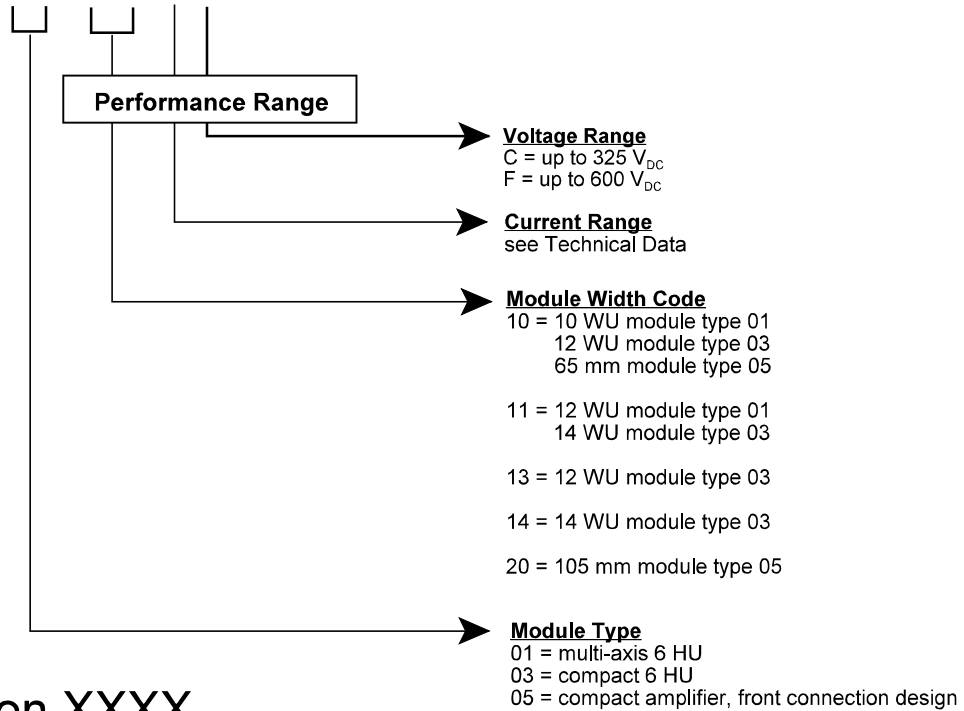 Performance Range
Voltage Range
C = up to 325 VDC
F = up to 600 VDC
Current Range
see Technical Data
Module Width Code
10 = 10 WU module type 01
12 WU module type 03
65 mm module type 05
11 = 12 WU module type 01
14 WU module type 03
13 = 12 WU module type 03
14 = 14 WU module type 03
20 = 105 mm module type 05
Module Type
01 = multi-axis 6 HU
03 = compact 6 HU
05 = compact amplifier, front connection design
on XXXX